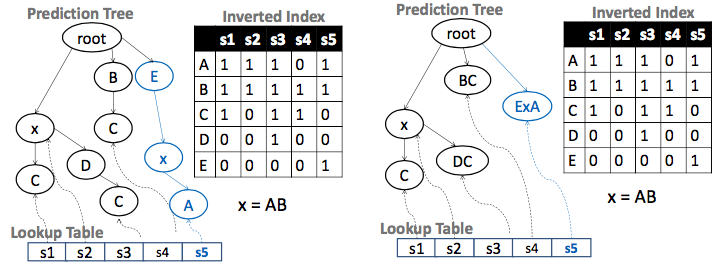 Prediction Tree
Inverted Index
root
B
E
x
C
x
C
D
C
A
s1 s2 s3 s4 s5
A 1 1 1 0 1
B 1 1 1 1 1
C 1 0 1 1 0
D 0 0 1 0 0
E 0 0 0 0 1
x = AB
Lookup Table
s1 s2 s3 s4 s5
Prediction Tree
Inverted Index
root
BC
ExA
x
C
DC
s1 s2 s3 s4 s5
A 1 1 1 0 1
B 1 1 1 1 1
C 1 0 1 1 0
D 0 0 1 0 0
E 0 0 0 0 1
x = AB
Lookup Table
s1 s2 s3 s4 s5